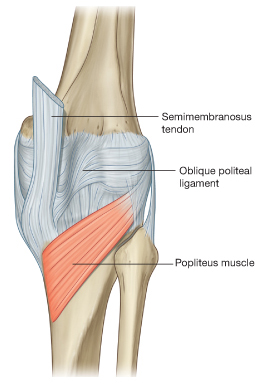 Semimembranosus
tendon
Oblique politeal
ligament
Popliteus muscle